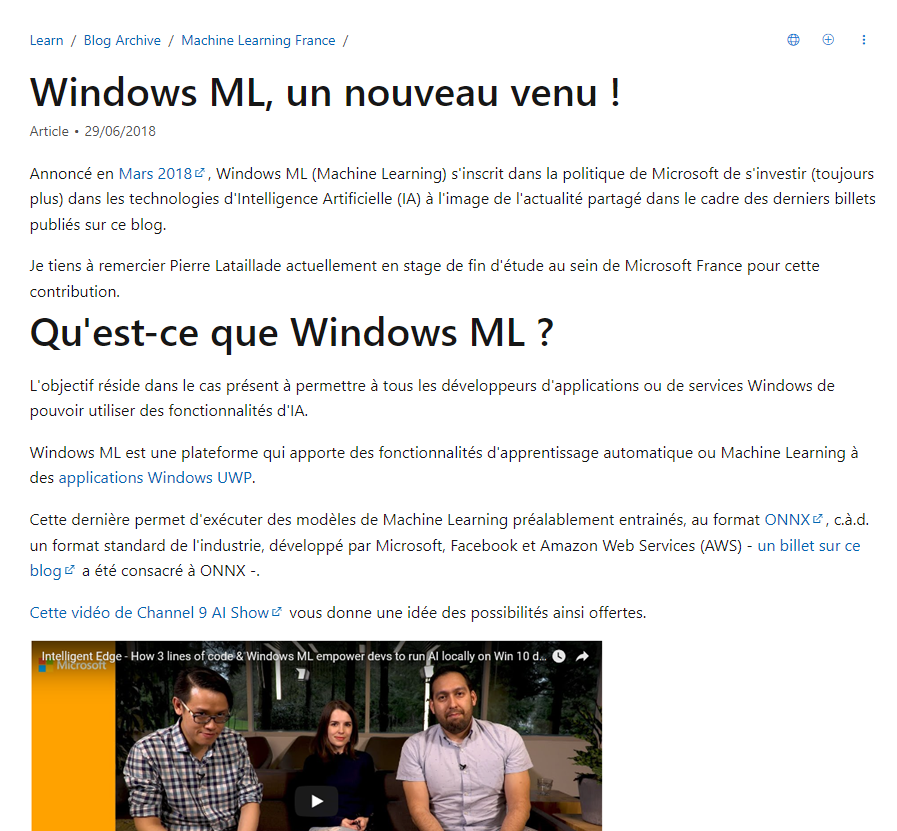 Learn / Blog Archive / Machine Learning France /
Windows ML, un nouveau venu !
Article • 29/06/2018
Annoncé en Mars 2018, Windows ML (Machine Learning) s'inscrit dans la politique de Microsoft de s'investir (toujours
plus) dans les technologies d'Intelligence Artificielle (IA) à l'image de l'actualité partagé dans le cadre des derniers billets
publiés sur ce blog.
Je tiens à remercier Pierre Lataillade actuellement en stage de fin d'étude au sein de Microsoft France pour cette
contribution.
Qu'est-ce que Windows ML ?
L'objectif réside dans le cas présent à permettre à tous les développeurs d'applications ou de services Windows de
pouvoir utiliser des fonctionnalités d'IA.
Windows ML est une plateforme qui apporte des fonctionnalités d'apprentissage automatique ou Machine Learning à
des applications Windows UWP.
Cette dernière permet d'exécuter des modèles de Machine Learning préalablement entrainés, au format ONNX, c.à.d.
un format standard de l'industrie, développé par Microsoft, Facebook et Amazon Web Services (AWS) - un billet sur ce
blog a été consacré à ONNX -.
Cette vidéo de Channel 9 AI Show vous donne une idée des possibilités ainsi offertes.
Intelligent Edge - How 3 lines of code & Windows ML empower devs to run AI locally on Win 10 d...
Microsoft